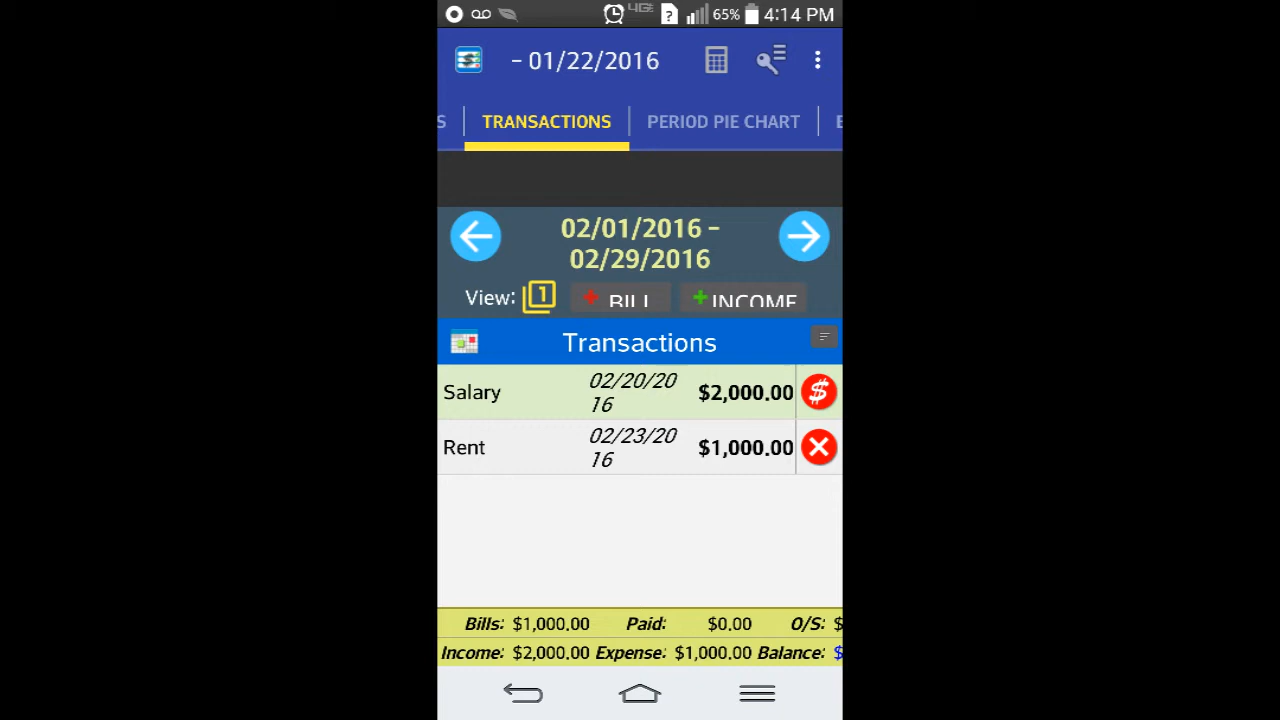 4G 65% 4:14 PM
- 01/22/2016
S TRANSACTIONS PERIOD PIE CHART
02/01/2016 -
02/29/2016
View: 1 + BILL + INCOME
Transactions
Salary 02/20/20
16 $2,000.00 $
Rent 02/23/20
16 $1,000.00
Bills: $1,000.00 Paid: $0.00 O/S: $
Income: $2,000.00 Expense: $1,000.00 Balance: $